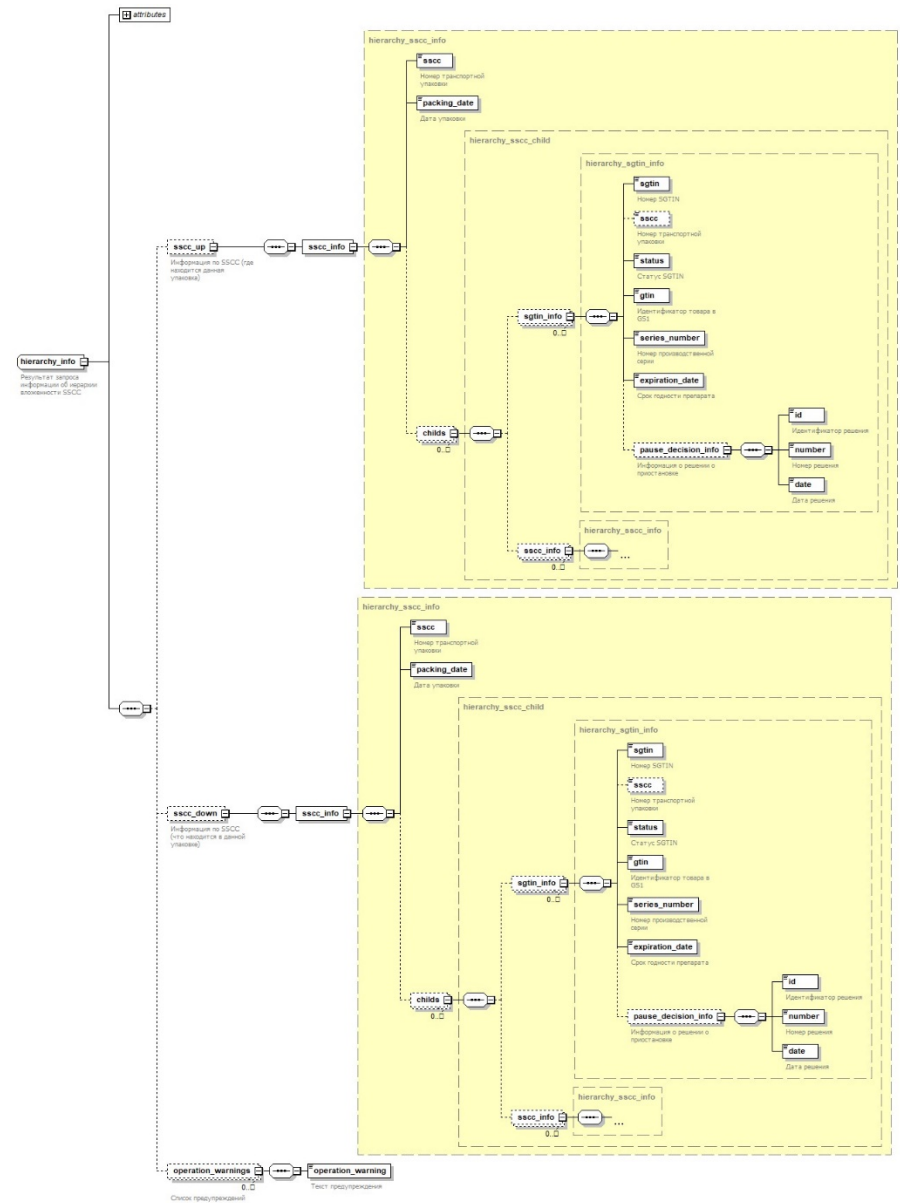 attributes
hierarchy_sscc_info
sscc
Номер транспортной
упаковки
packing_date
Дата упаковки
hierarchy_sscc_child
hierarchy_sgtin_info
sgtin
Номер SGTIN
sscc
Номер транспортной
упаковки
status
Статус SGTIN
gtin
Идентификатор товара в
GS1
series_number
Номер производственной
серии
expiration_date
Срок годности препарата
pause_decision_info
Информация о решении о
приостановке
id
Идентификатор решения
number
Номер решения
date
Дата решения
sgtin_info
0..□
childs
0..□
sscc_info
0..□
hierarchy_sscc_info
...
sscc_up
Информация по SSCC (где
находится данная
упаковка)
sscc_info
hierarchy_info
Результат запроса
информации об иерархии
вложенности SSCC
hierarchy_sscc_info
sscc
Номер транспортной
упаковки
packing_date
Дата упаковки
hierarchy_sscc_child
hierarchy_sgtin_info
sgtin
Номер SGTIN
sscc
Номер транспортной
упаковки
status
Статус SGTIN
gtin
Идентификатор товара в
GS1
series_number
Номер производственной
серии
expiration_date
Срок годности препарата
pause_decision_info
Информация о решении о
приостановке
id
Идентификатор решения
number
Номер решения
date
Дата решения
sgtin_info
0..□
childs
0..□
sscc_info
0..□
hierarchy_sscc_info
...
sscc_down
Информация по SSCC
(что находится в данной
упаковке)
sscc_info
operation_warnings
0..□
Список предупреждений
operation_warning
Текст предупреждения